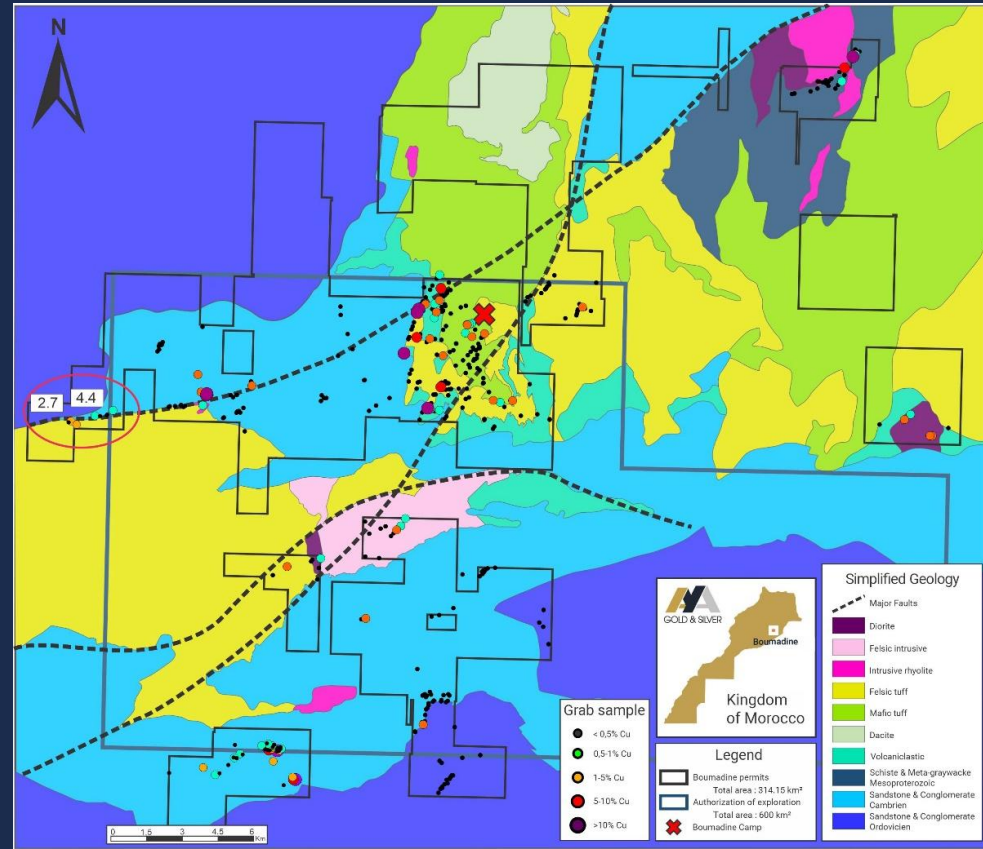 N
2.7
4.4
AYA
GOLD & SILVER
Boumadine
Kingdom
of Morocco
Grab sample
< 0,5% Cu
0,5-1% Cu
1-5% Cu
5-10% Cu
>10% Cu
Legend
Boumadine permits
Total area : 314.15 km²
Authorization of exploration
Total area : 600 km²
Boumadine Camp
Simplified Geology
Major Faults
Diorite
Felsic intrusive
Intrusive rhyolite
Felsic tuff
Mafic tuff
Dacite
Voloaniclastic
Schiste & Meta-graywacke
Mesoproterozoic
Sandstone & Conglomerate
Cambrien
Sandstone & Conglomerate
Ordovicien
0 1,5 3 4,5 6
Km